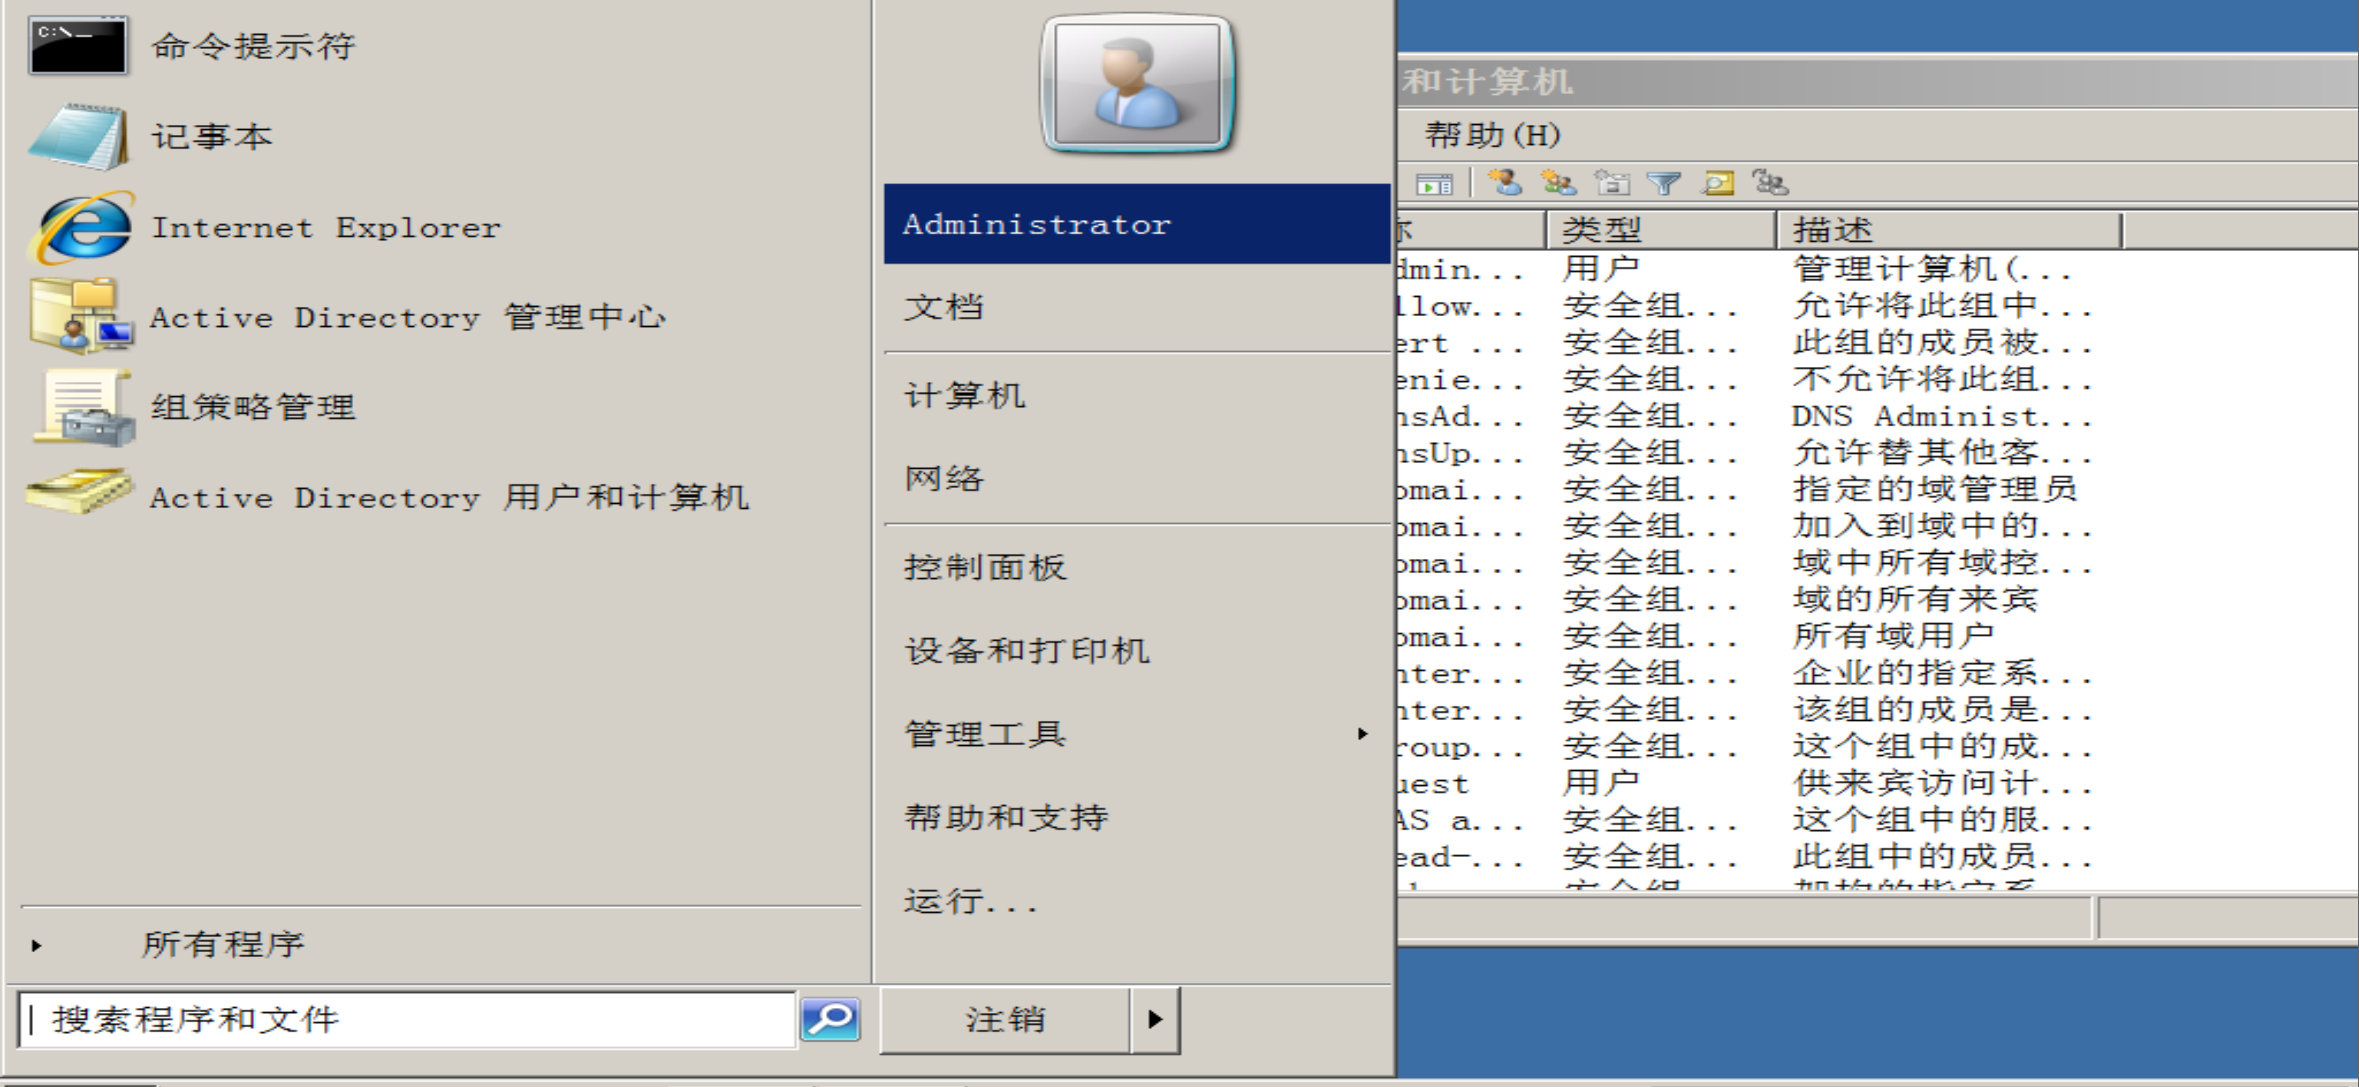 命令提示符
记事本
Internet Explorer
Active Directory 管理中心
组策略管理
Active Directory 用户和计算机
所有程序
搜索程序和文件
Administrator
文档
计算机
网络
控制面板
设备和打印机
管理工具
帮助和支持
运行...
注销
和计算机
帮助(H)
类型 描述
dmin... 用户 管理计算机(...
llow... 安全组... 允许将此组中...
ert ... 安全组... 此组的成员被...
enie... 安全组... 不允许将此组...
nsAd... 安全组... DNS Administ...
nsUp... 安全组... 允许替其他客...
omai... 安全组... 指定的域管理员
omai... 安全组... 加入到域中的...
omai... 安全组... 域中所有域控...
omai... 安全组... 域的所有来宾
omai... 安全组... 所有域用户
nter... 安全组... 企业的指定系...
nter... 安全组... 该组的成员是...
roup... 安全组... 这个组中的成...
uest 用户 供来宾访问计...
AS a... 安全组... 这个组中的服...
ead-... 安全组... 此组中的成员...